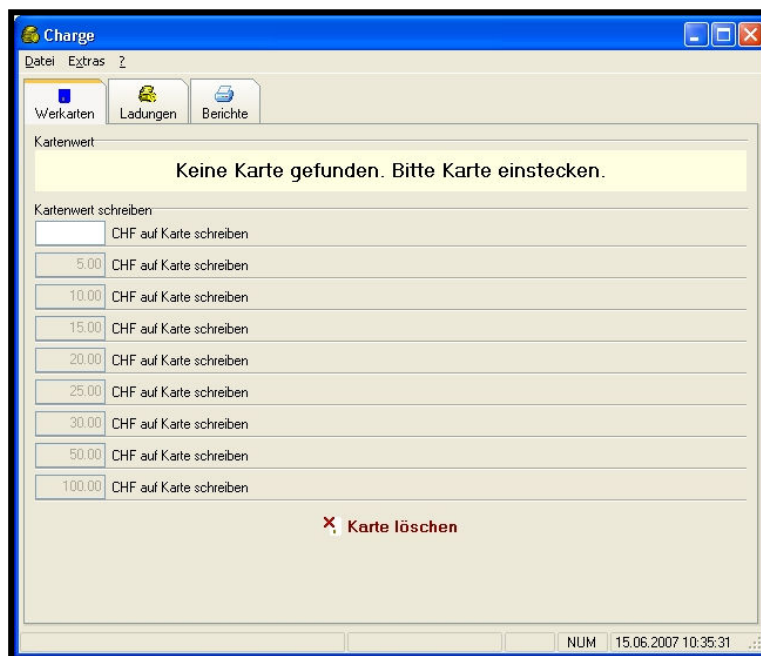 Charge
Datei Extras ?
Werkarten Ladungen Berichte
Kartenwert
Keine Karte gefunden. Bitte Karte einstecken.
Kartenwert schreiben
CHF auf Karte schreiben
5.00 CHF auf Karte schreiben
10.00 CHF auf Karte schreiben
15.00 CHF auf Karte schreiben
20.00 CHF auf Karte schreiben
25.00 CHF auf Karte schreiben
30.00 CHF auf Karte schreiben
50.00 CHF auf Karte schreiben
100.00 CHF auf Karte schreiben
Karte löschen
NUM 15.06.2007 10:35:31